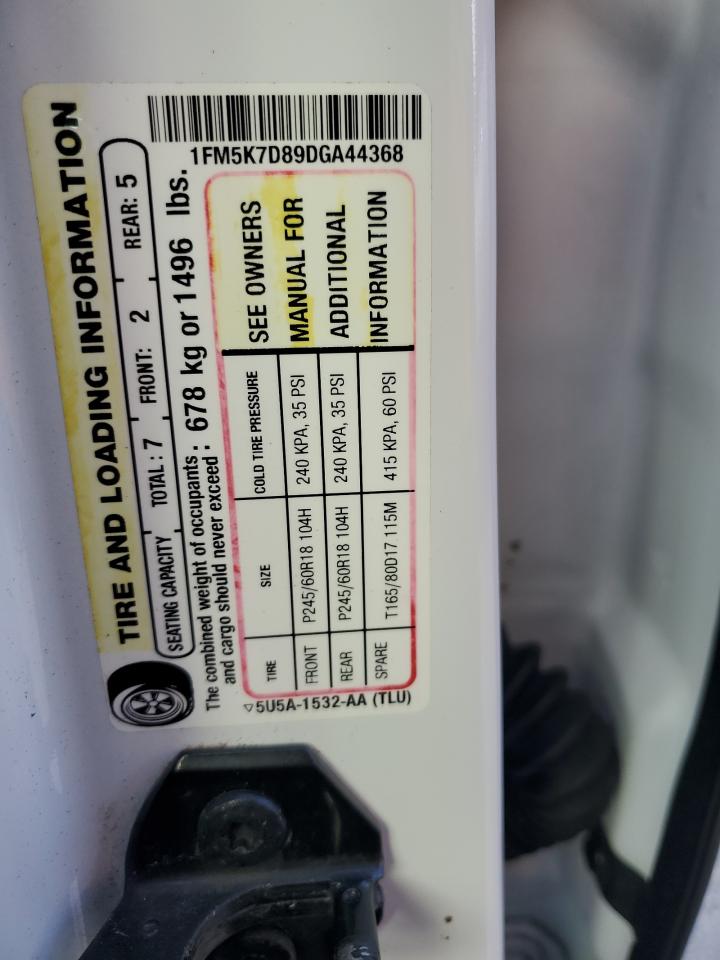 1FM5K7D89DGA44368
TIRE AND LOADING INFORMATION
SEATING CAPACITY TOTAL : 7 FRONT: 2 REAR: 5
The combined weight of occupants
and cargo should never exceed : 678 kg or 1496 lbs.
TIRE SIZE COLD TIRE PRESSURE
FRONT P245/60R18 104H 240 KPA, 35 PSI
REAR P245/60R18 104H 240 KPA, 35 PSI
SPARE T165/80D17 115M 415 KPA, 60 PSI
SEE OWNERS
MANUAL FOR
ADDITIONAL
INFORMATION
5U5A-1532-AA (TLU)